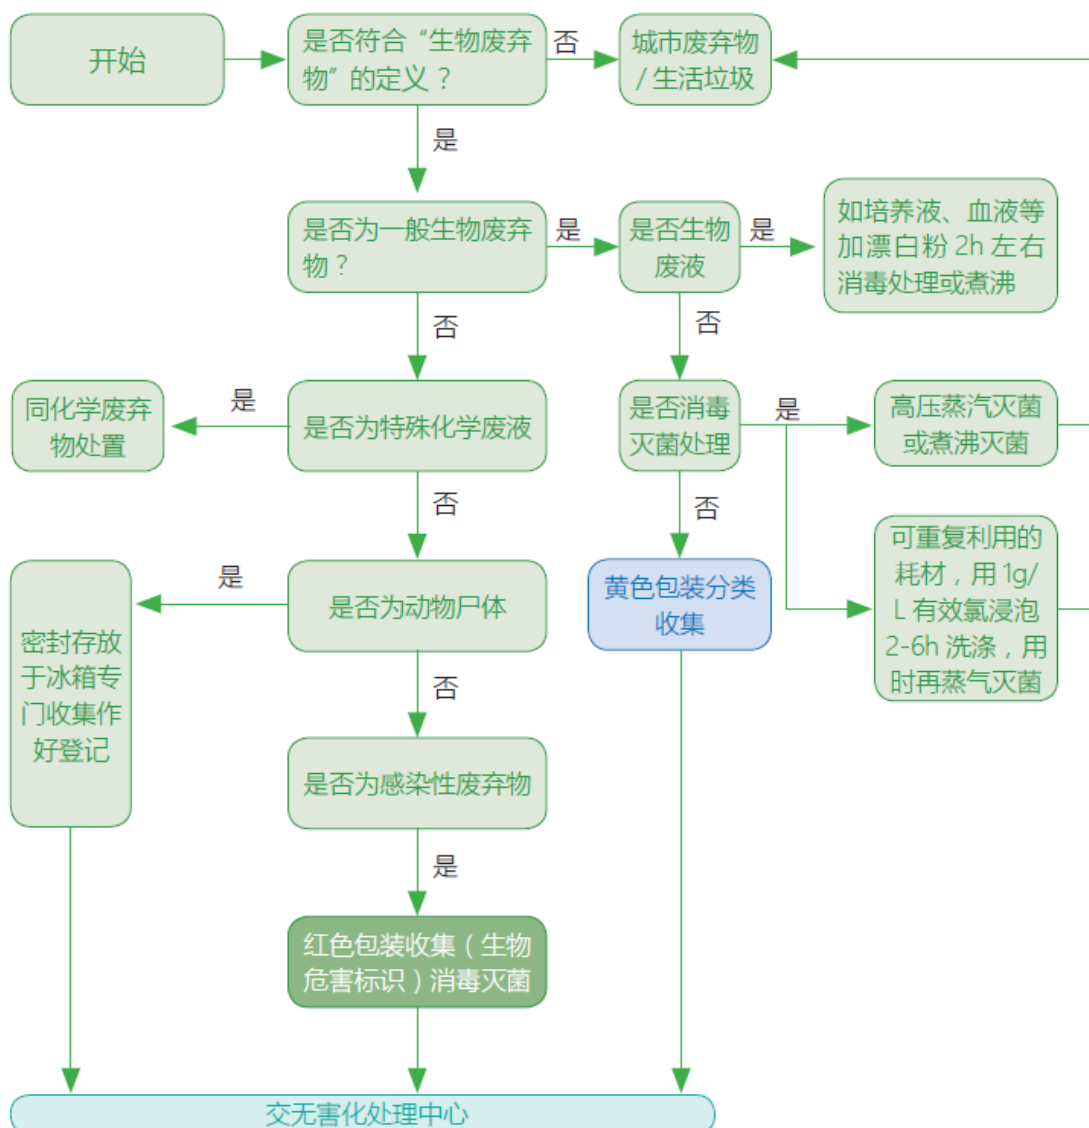 开始
是否符合“生物废弃
物”的定义？
否
城市废弃物
/ 生活垃圾
是
是否为一般生物废弃
物？
是
是否生物
废液
是
如培养液、血液等
加漂白粉 2h 左右
消毒处理或煮沸
否
否
同化学废弃
物处置
是
是否为特殊化学废液
是否消毒
灭菌处理
是
高压蒸汽灭菌
或煮沸灭菌
否
否
密封存放
于冰箱专
门收集作
好登记
是
是否为动物尸体
黄色包装分类
收集
可重复利用的
耗材，用 1g/
L 有效氯浸泡
2-6h 洗涤，用
时再蒸气灭菌
否
是否为感染性废弃物
是
红色包装收集（生物
危害标识）消毒灭菌
交无害化处理中心